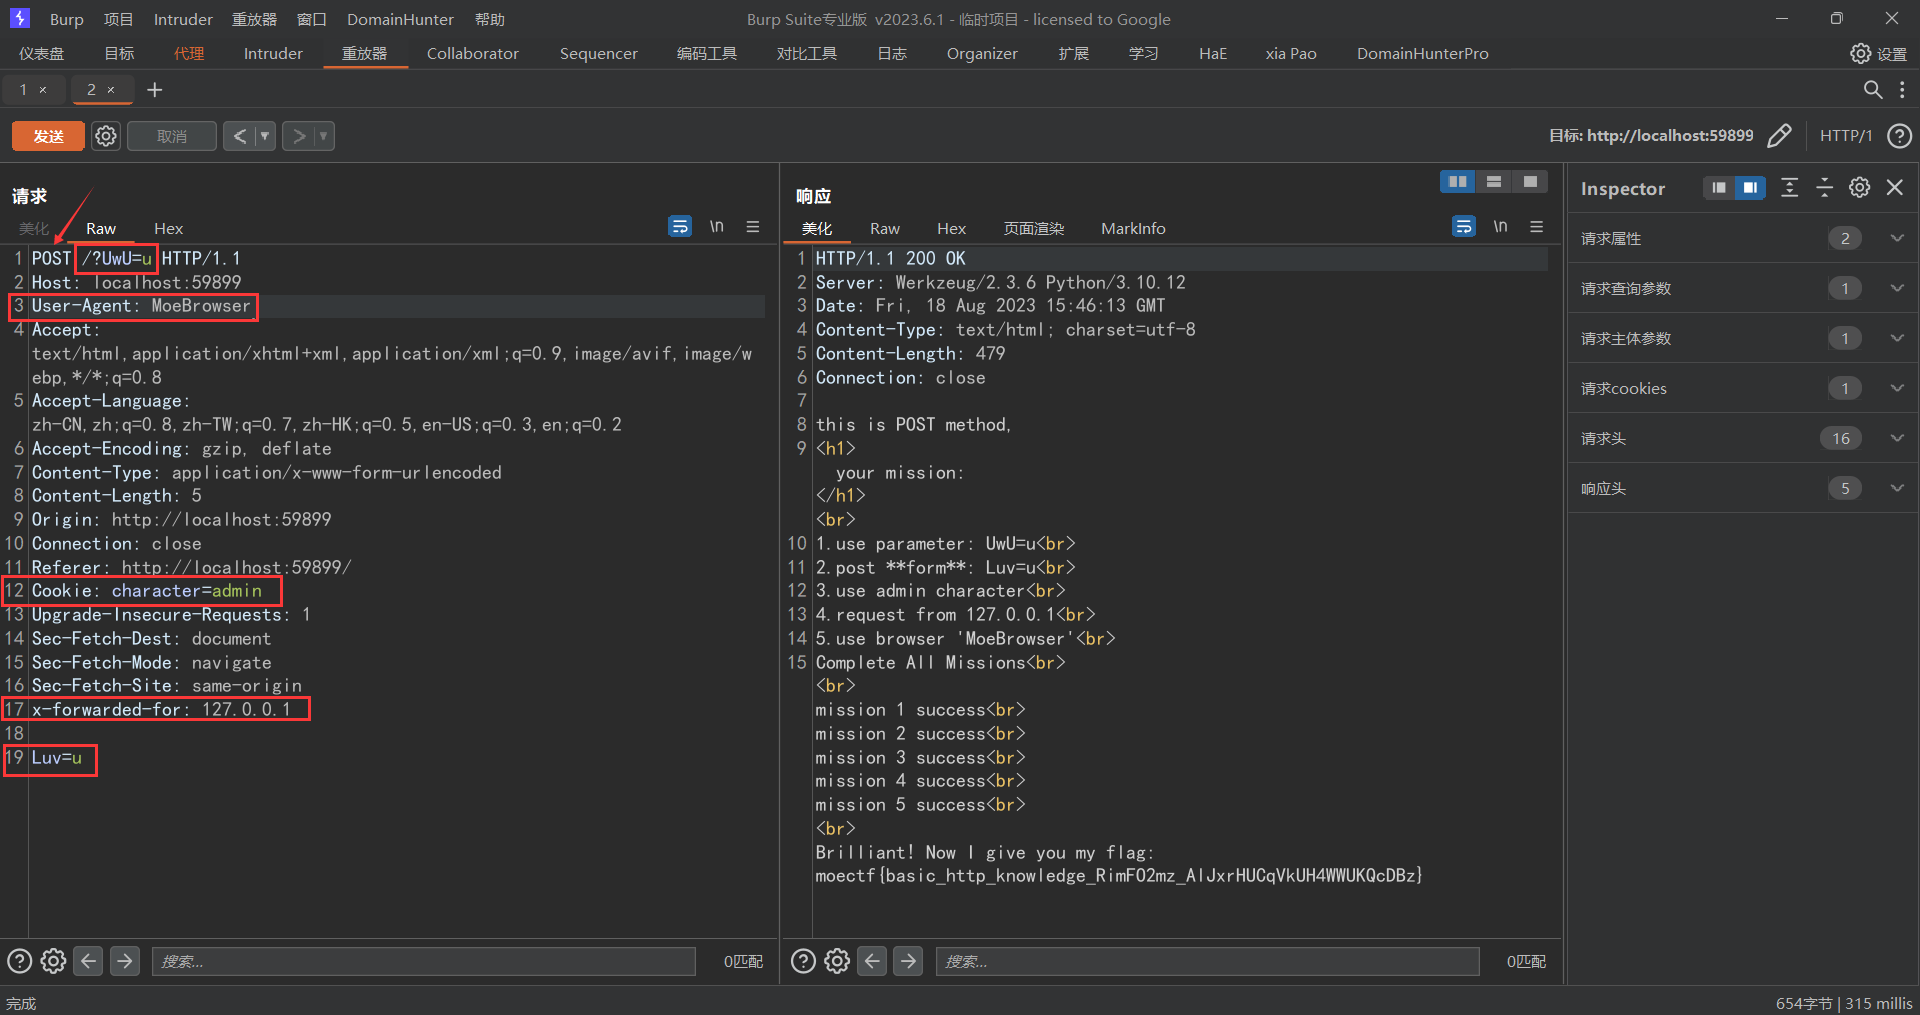 Burp 项目 Intruder 重放器 窗口 DomainHunter 帮助 Burp Suite专业版 v2023.6.1 - 临时项目 - licensed to Google
仪表盘 目标 代理 Intruder 重放器 Collaborator Sequencer 编码工具 对比工具 日志 Organizer 扩展 学习 HaE xia Pao DomainHunterPro 设置
1 × 2 × +
发送 取消 < > 目标: http://localhost:59899 HTTP/1 ?
请求
美化 Raw Hex \n
1 POST /?UwU=u HTTP/1.1
2 Host: localhost:59899
3 User-Agent: MoeBrowser
4 Accept:
text/html,application/xhtml+xml,application/xml;q=0.9,image/avif,image/w
ebp,*/*;q=0.8
5 Accept-Language:
zh-CN,zh;q=0.8,zh-TW;q=0.7,zh-HK;q=0.5,en-US;q=0.3,en;q=0.2
6 Accept-Encoding: gzip, deflate
7 Content-Type: application/x-www-form-urlencoded
8 Content-Length: 5
9 Origin: http://localhost:59899
10 Connection: close
11 Referer: http://localhost:59899/
12 Cookie: character=admin
13 Upgrade-Insecure-Requests: 1
14 Sec-Fetch-Dest: document
15 Sec-Fetch-Mode: navigate
16 Sec-Fetch-Site: same-origin
17 x-forwarded-for: 127.0.0.1
18
19 Luv=u
搜索... 0匹配
响应
美化 Raw Hex 页面渲染 MarkInfo \n
1 HTTP/1.1 200 OK
2 Server: Werkzeug/2.3.6 Python/3.10.12
3 Date: Fri, 18 Aug 2023 15:46:13 GMT
4 Content-Type: text/html; charset=utf-8
5 Content-Length: 479
6 Connection: close
7
8 this is POST method,
9 <h1>
your mission:
</h1>
<br>
10 1.use parameter: UwU=u<br>
11 2.post **form**: Luv=u<br>
12 3.use admin character<br>
13 4.request from 127.0.0.1<br>
14 5.use browser 'MoeBrowser'<br>
15 Complete All Missions<br>
<br>
mission 1 success<br>
mission 2 success<br>
mission 3 success<br>
mission 4 success<br>
mission 5 success<br>
<br>
Brilliant! Now I give you my flag:
moectf{basic_http_knowledge_RimFO2mz_AlJxrHUCqVkUH4WWUKQcDBz}
搜索... 0匹配
Inspector
请求属性 2
请求查询参数 1
请求主体参数 1
请求cookies 1
请求头 16
响应头 5
完成 654字节 | 315 millis